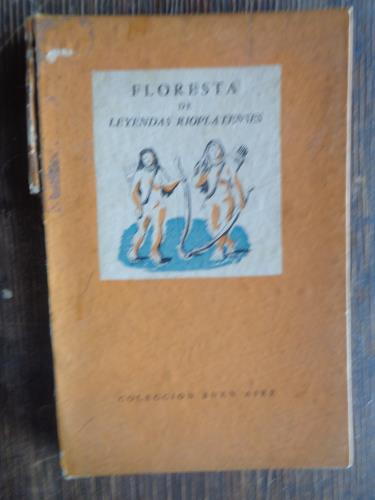 FLORESTA
DE
LEYENDAS RIOPLATENSES
COLECCION BUEN AIRE